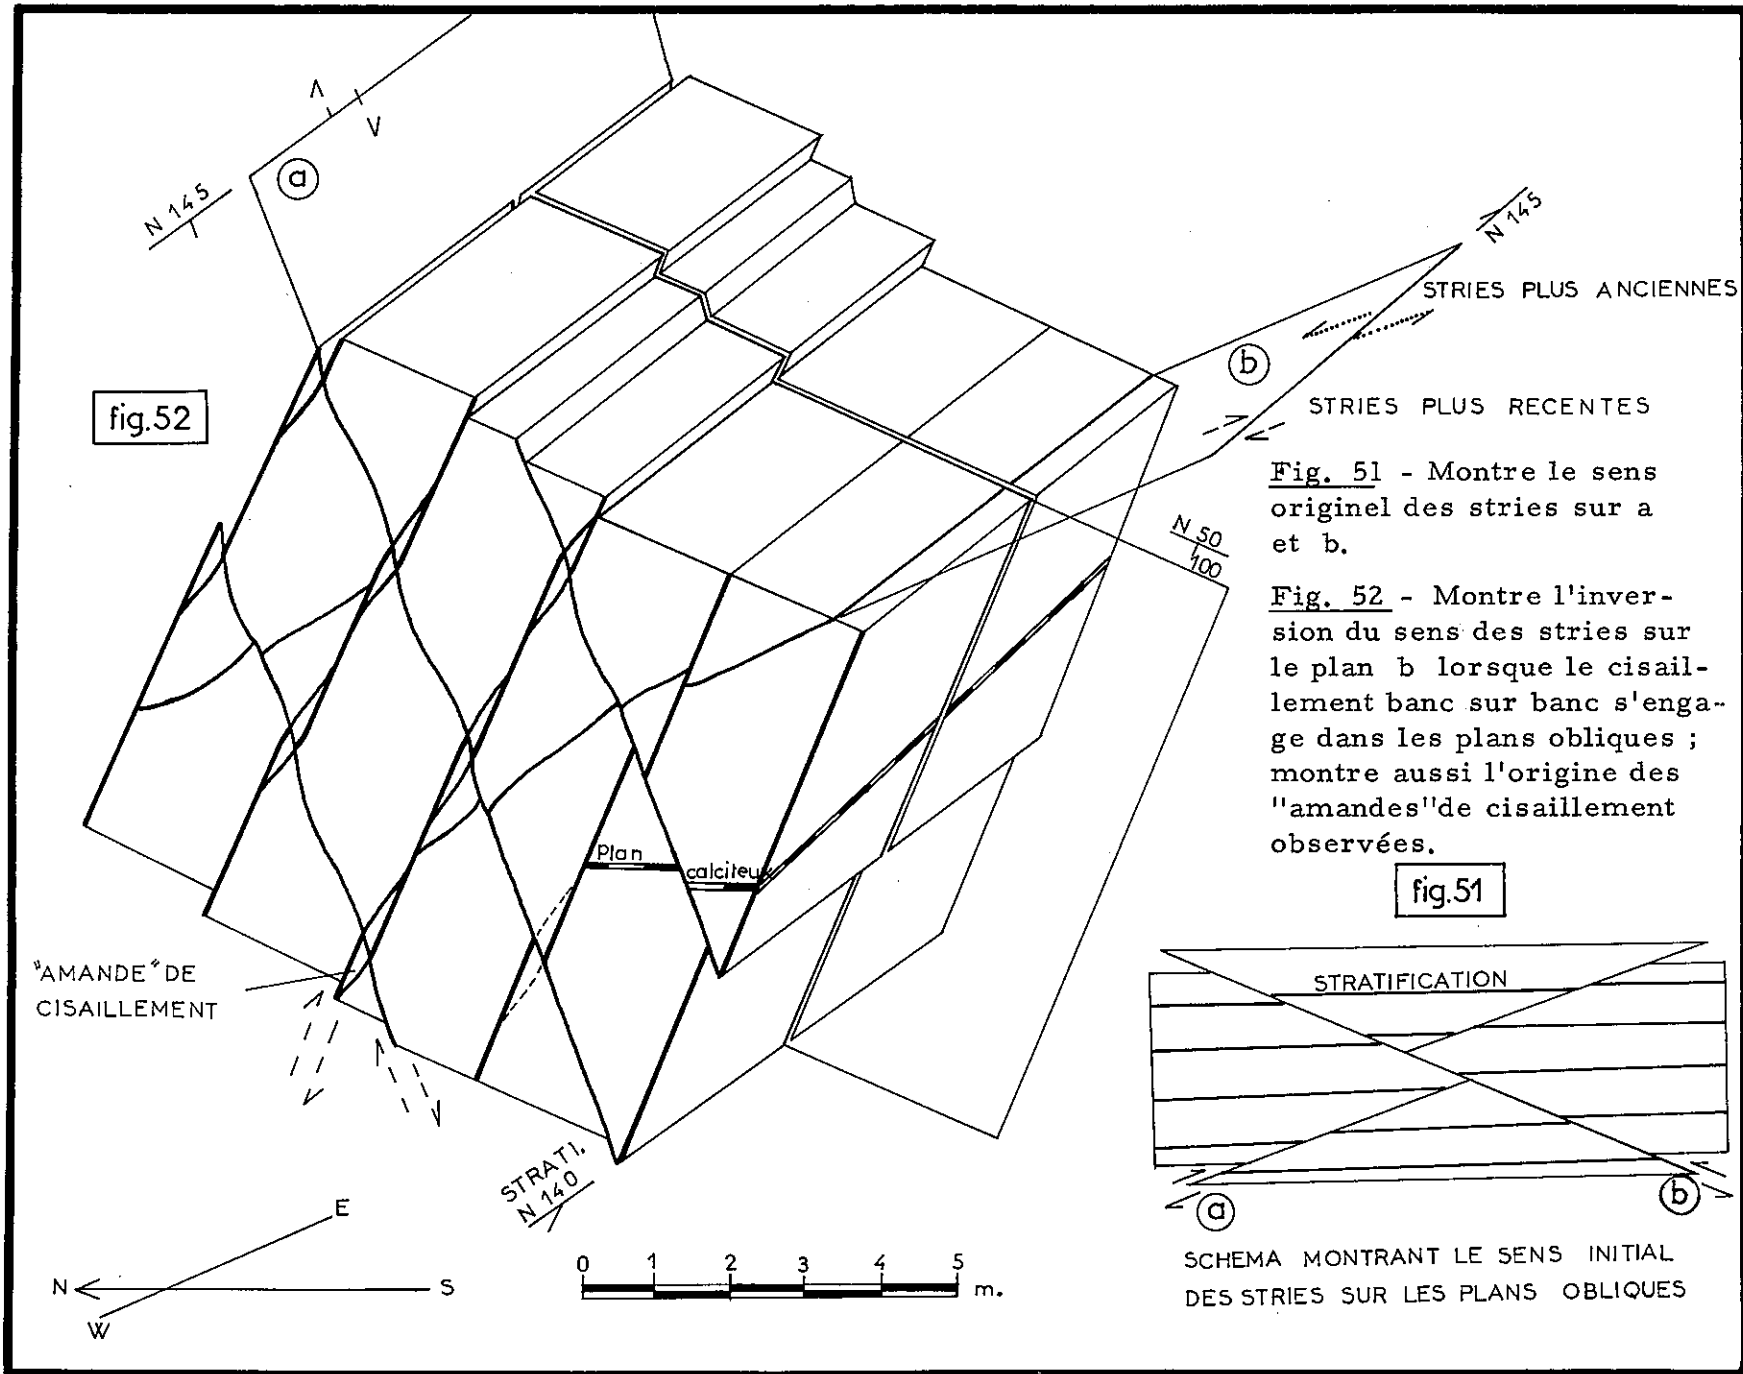 N 145
a
fig.52
N 145
STRIES PLUS ANCIENNES
b
STRIES PLUS RECENTES
Fig. 51 - Montre le sens
originel des stries sur a
et b.
N 50
100
Fig. 52 - Montre l'inver-
sion du sens des stries sur
le plan b lorsque le cisail-
lement banc sur banc s'enga-
ge dans les plans obliques ;
montre aussi l'origine des
"amandes"de cisaillement
observées.
Plan
calciteux
fig.51
"AMANDE" DE
CISAILLEMENT
STRATIFICATION
STRATI.
N 140
a
b
E
N
S
W
0 1 2 3 4 5
m.
SCHEMA MONTRANT LE SENS INITIAL
DES STRIES SUR LES PLANS OBLIQUES